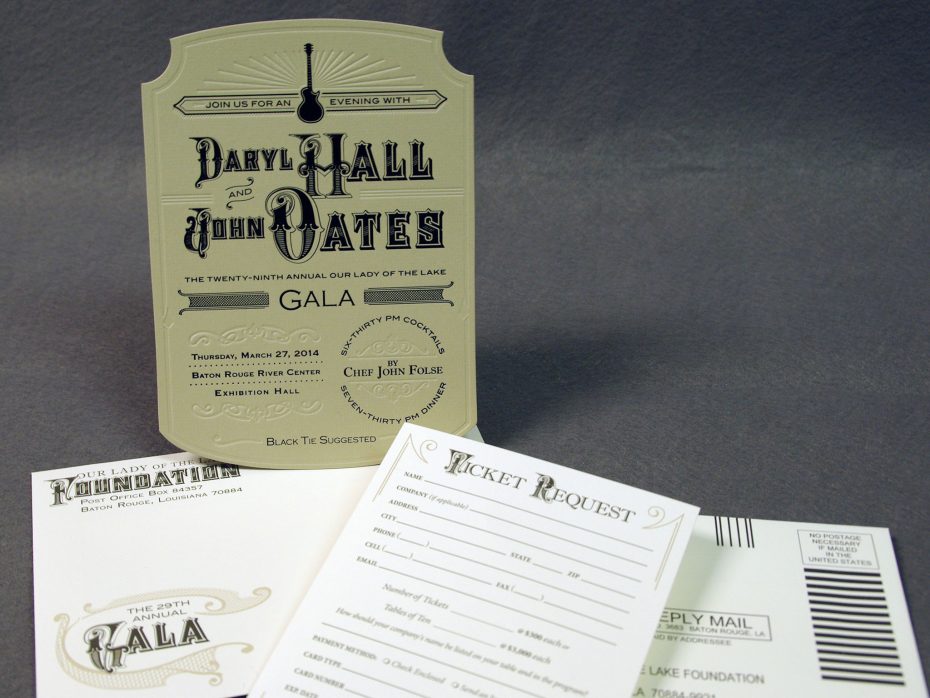 JOIN US FOR AN EVENING WITH
DARYL HALL
AND
JOHN OATES
THE TWENTY-NINTH ANNUAL OUR LADY OF THE LAKE
GALA
THURSDAY, MARCH 27, 2014
BATON ROUGE RIVER CENTER
EXHIBITION HALL
SIX-THIRTY PM COCKTAILS
BY
CHEF JOHN FOLSE
SEVEN-THIRTY PM DINNER
BLACK TIE SUGGESTED
OUR LADY OF THE
FOUNDATION
POST OFFICE BOX 84357
BATON ROUGE, LOUISIANA 70884
THE 29TH
ANNUAL
GALA
TICKET REQUEST
NAME
COMPANY (if applicable)
ADDRESS
CITY
STATE ZIP
PHONE ( )
CELL ( )
FAX ( )
EMAIL
Number of Tickets @ $300 each or
Tables of Ten @ $3,000 each
How should your company's name be listed on your table and in the program?
PAYMENT METHOD: Check Enclosed
CARD TYPE
CARD NUMBER
EXP. DATE
NO POSTAGE
NECESSARY
IF MAILED
IN THE
UNITED STATES
EPLY MAIL
3683 BATON ROUGE, LA
ID BY ADDRESSEE
E LAKE FOUNDATION
LA 70884-9921